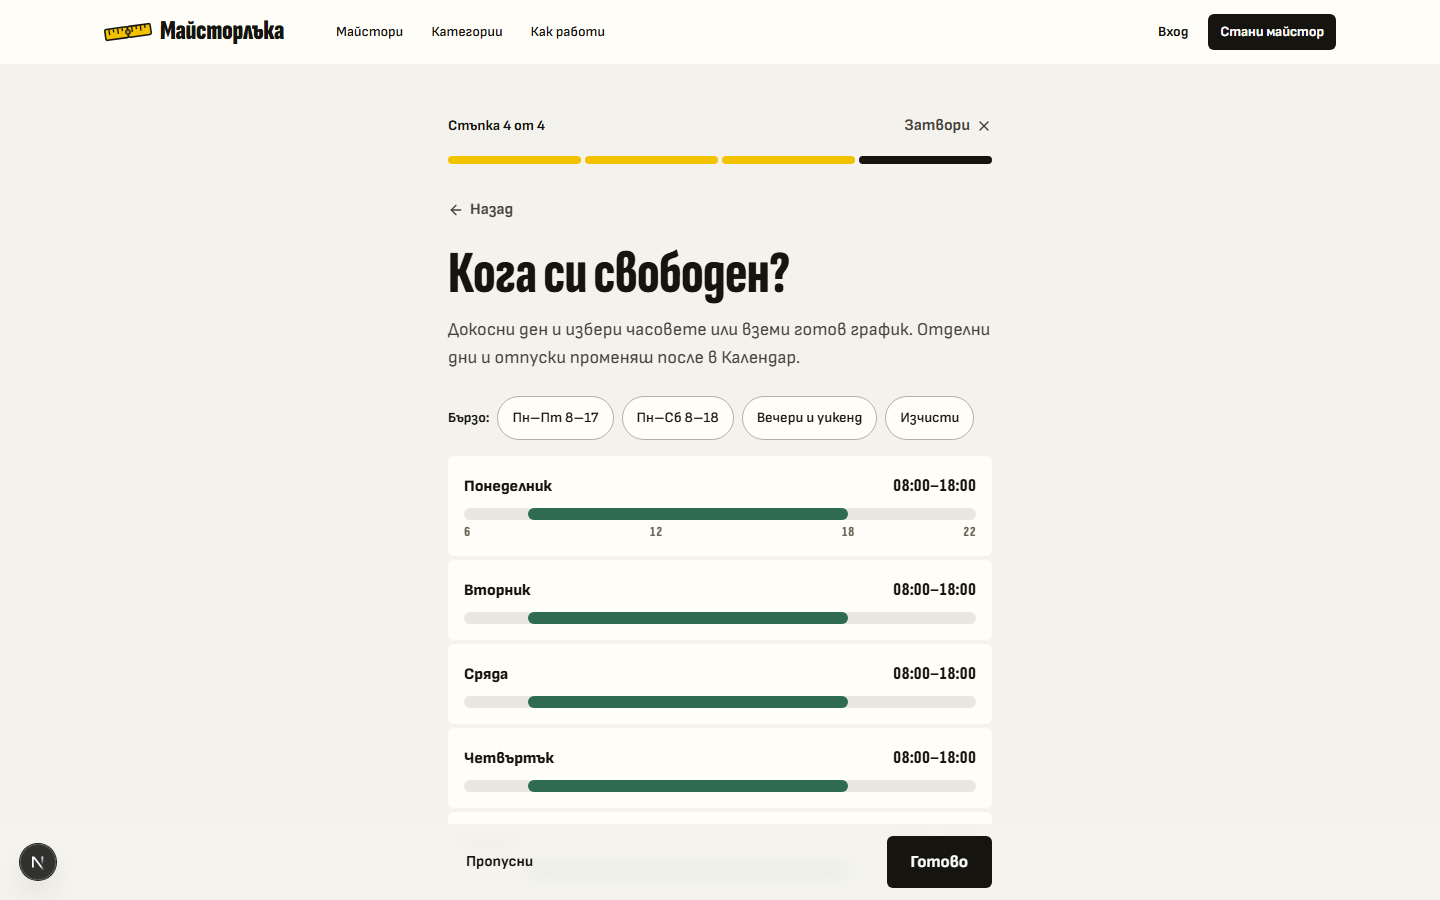 Майсторлъка
Майстори
Категории
Как работи
Вход
Стани майстор
Стъпка 4 от 4
Затвори
Назад
Кога си свободен?
Докосни ден и избери часовете или вземи готов график. Отделни
дни и отпуски променяш после в Календар.
Бързо:
Пн–Пт 8–17
Пн–Сб 8–18
Вечери и уикенд
Изчисти
Понеделник
08:00–18:00
6
12
18
22
Вторник
08:00–18:00
Сряда
08:00–18:00
Четвъртък
08:00–18:00
N
Пропусни
Готово